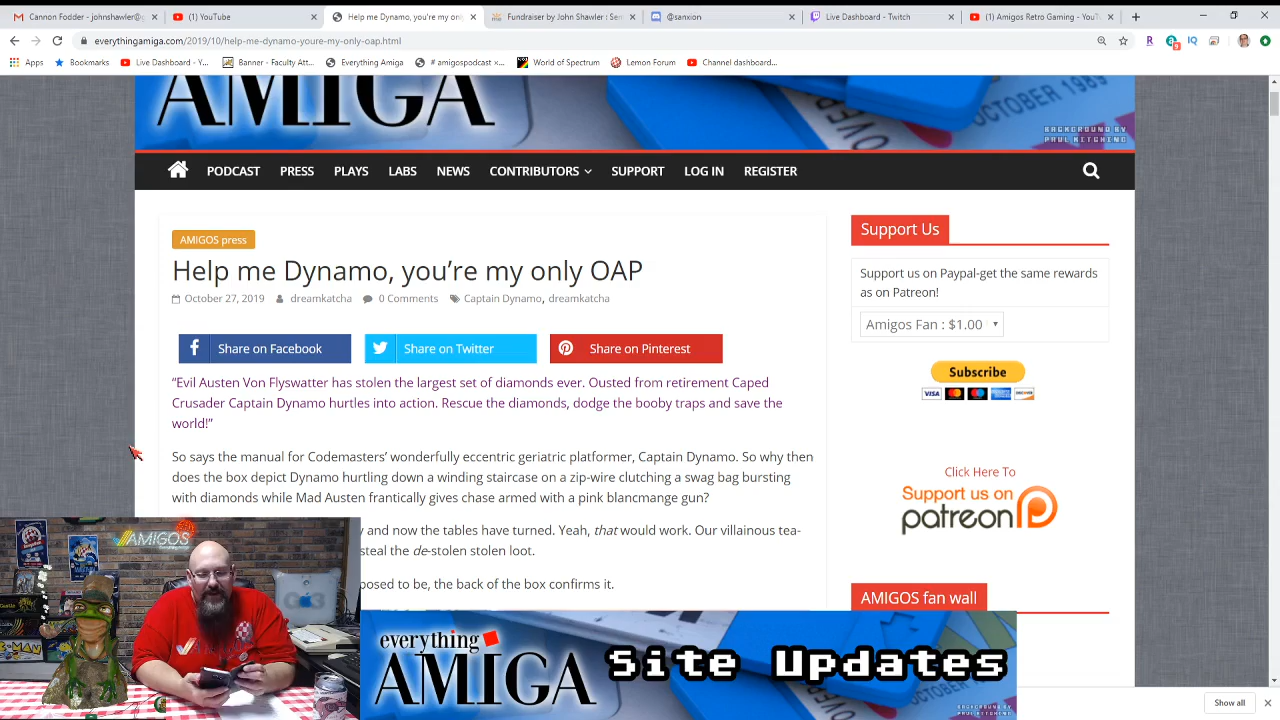 Cannon Fodder - johnshawler@g
(1) YouTube
Help me Dynamo, you're my only
Fundraiser by John Shawler : Sen
@sanxion
Live Dashboard - Twitch
(1) Amigos Retro Gaming - YouTu
everythingamiga.com/2019/10/help-me-dynamo-youre-my-only-oap.html
Apps
Bookmarks
Live Dashboard - Yo...
Banner - Faculty Att...
Everything Amiga
# amigospodcast x...
World of Spectrum
Lemon Forum
Channel dashboard...
AMIGA
OCTOBER 1985
BACKGROUND BY
PAUL KITCHING
PODCAST
PRESS
PLAYS
LABS
NEWS
CONTRIBUTORS
SUPPORT
LOG IN
REGISTER
AMIGOS press
Help me Dynamo, you're my only OAP
October 27, 2019
dreamkatcha
0 Comments
Captain Dynamo, dreamkatcha
Share on Facebook
Share on Twitter
Share on Pinterest
"Evil Austen Von Flyswatter has stolen the largest set of diamonds ever. Ousted from retirement Caped
Crusader Captain Dynamo hurtles into action. Rescue the diamonds, dodge the booby traps and save the
world!"
So says the manual for Codemasters' wonderfully eccentric geriatric platformer, Captain Dynamo. So why then
does the box depict Dynamo hurtling down a winding staircase on a zip-wire clutching a swag bag bursting
with diamonds while Mad Austen frantically gives chase armed with a pink blancmange gun?
y and now the tables have turned. Yeah, that would work. Our villainous tea-
steal the de-stolen stolen loot.
posed to be, the back of the box confirms it.
Support Us
Support us on Paypal-get the same rewards
as on Patreon!
Amigos Fan : $1.00
Subscribe
VISA
Click Here To
Support us on
patreon
AMIGOS fan wall
AMIGOS
everything
AMIGA
Site Updates
Show all